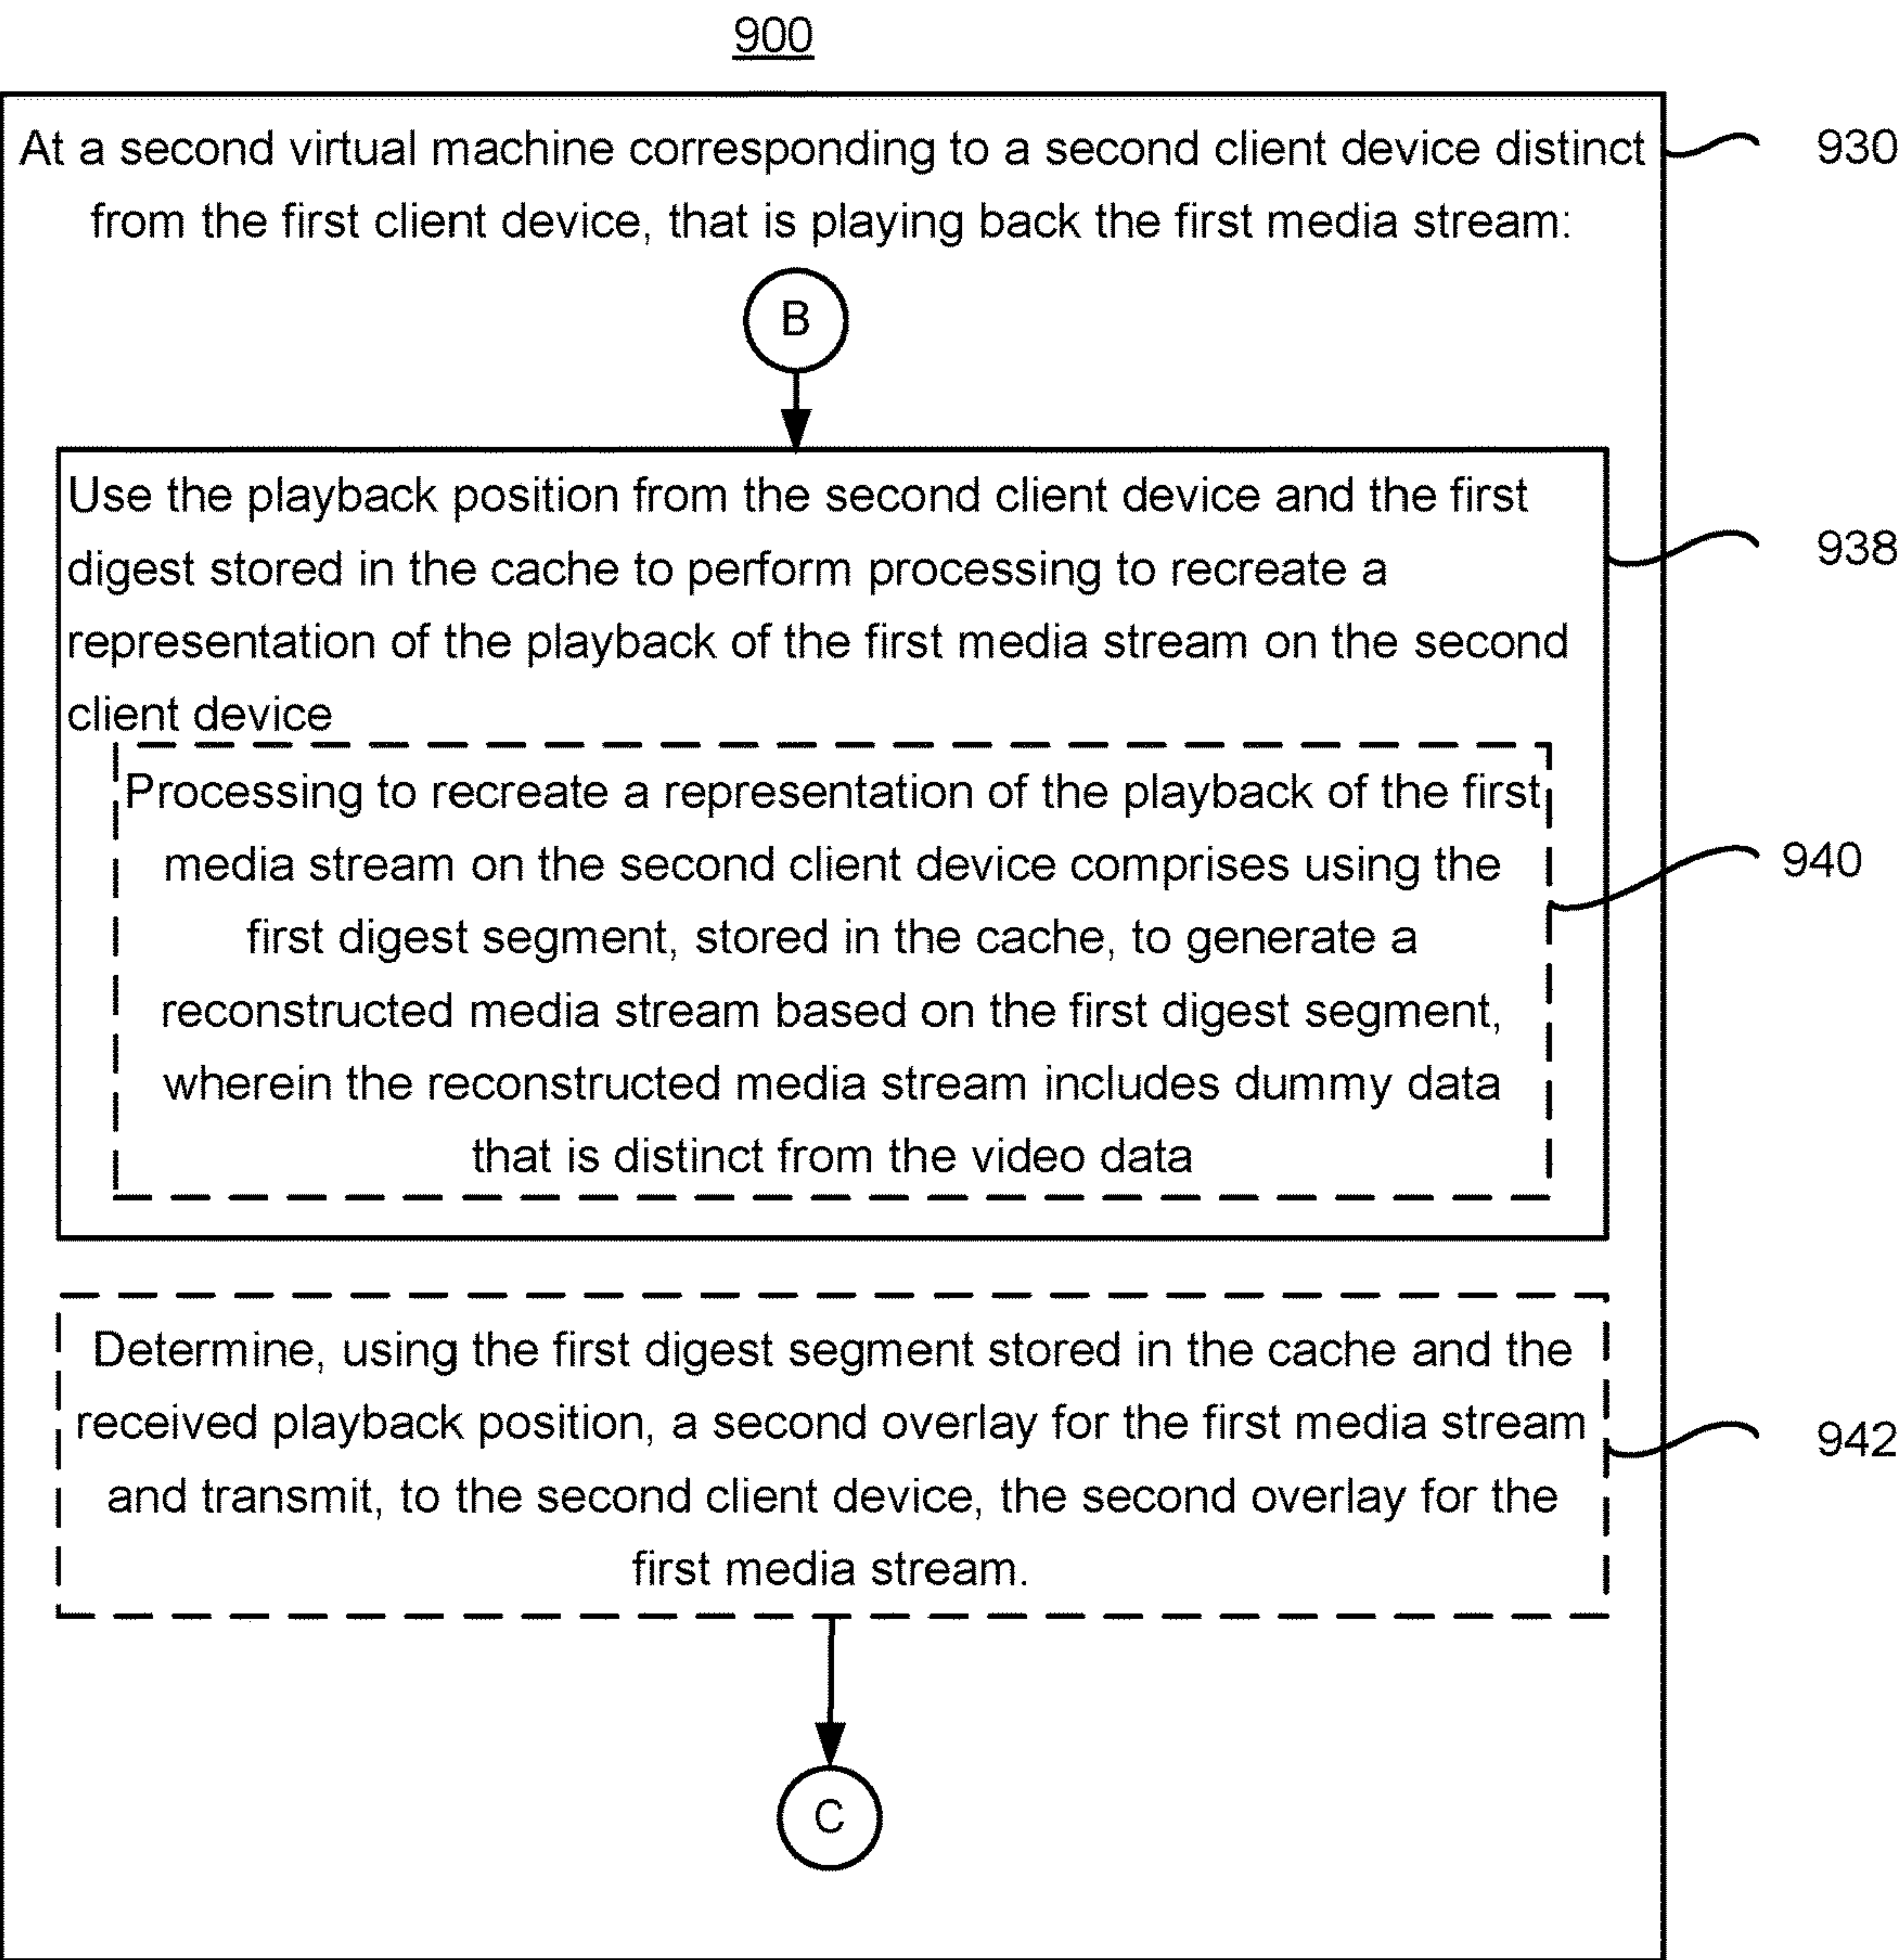 900
At a second virtual machine corresponding to a second client device distinct
from the first client device, that is playing back the first media stream:
930
B
Use the playback position from the second client device and the first
digest stored in the cache to perform processing to recreate a
representation of the playback of the first media stream on the second
client device
938
Processing to recreate a representation of the playback of the first
media stream on the second client device comprises using the
first digest segment, stored in the cache, to generate a
reconstructed media stream based on the first digest segment,
wherein the reconstructed media stream includes dummy data
that is distinct from the video data
940
Determine, using the first digest segment stored in the cache and the
received playback position, a second overlay for the first media stream
and transmit, to the second client device, the second overlay for the
first media stream.
942
C